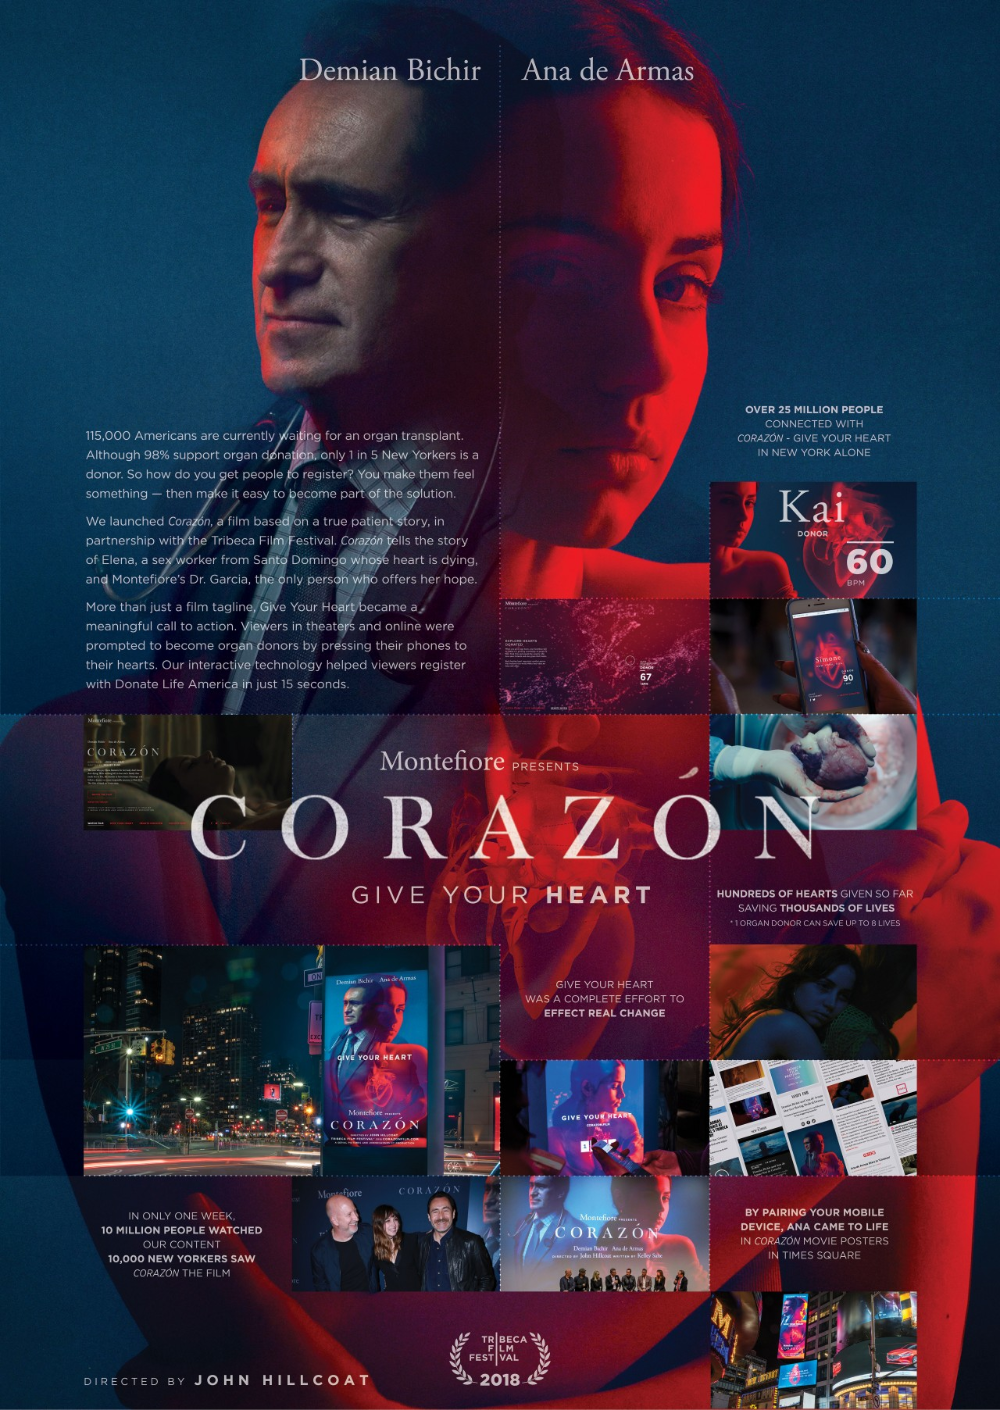 Demian Bichir
Ana de Armas
115,000 Americans are currently waiting for an organ transplant.
Although 98% support organ donation, only 1 in 5 New Yorkers is a
donor. So how do you get people to register? You make them feel
something — then make it easy to become part of the solution.
We launched Corazón, a film based on a true patient story, in
partnership with the Tribeca Film Festival. Corazón tells the story
of Elena, a sex worker from Santo Domingo whose heart is dying,
and Montefiore's Dr. Garcia, the only person who offers her hope.
More than just a film tagline, Give Your Heart became a
meaningful call to action. Viewers in theaters and online were
prompted to become organ donors by pressing their phones to
their hearts. Our interactive technology helped viewers register
with Donate Life America in just 15 seconds.
OVER 25 MILLION PEOPLE
CONNECTED WITH
CORAZÓN - GIVE YOUR HEART
IN NEW YORK ALONE
Kai
DONOR
60
BPM
Montefiore
67
Simone
90
Montefiore
CORAZÓN
Montefiore PRESENTS
CORAZÓN
GIVE YOUR HEART
HUNDREDS OF HEARTS GIVEN SO FAR
SAVING THOUSANDS OF LIVES
* 1 ORGAN DONOR CAN SAVE UP TO 8 LIVES
Demian Bichir Ana de Armas
GIVE YOUR HEART
Montefiore PRESENTS
CORAZÓN
GIVE YOUR HEART
WAS A COMPLETE EFFORT TO
EFFECT REAL CHANGE
GIVE YOUR HEART
IN ONLY ONE WEEK,
10 MILLION PEOPLE WATCHED
OUR CONTENT
10,000 NEW YORKERS SAW
CORAZÓN THE FILM
Montefiore
CORAZÓN
Montefiore PRESENTS
CORAZÓN
Demian Bichir Ana de Armas
DIRECTED BY John Hillcoat WRITTEN BY Kelley Sane
BY PAIRING YOUR MOBILE
DEVICE, ANA CAME TO LIFE
IN CORAZÓN MOVIE POSTERS
IN TIMES SQUARE
DIRECTED BY JOHN HILLCOAT
TRIBECA
FILM
FESTIVAL
2018